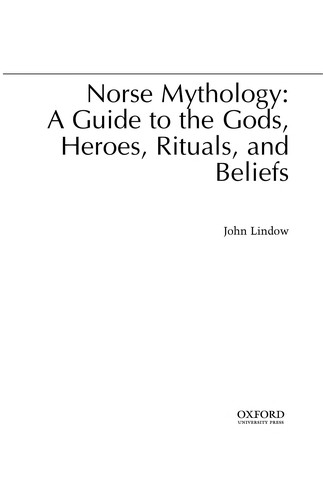 Norse Mythology:
A Guide to the Gods,
Heroes, Rituals, and
Beliefs
John Lindow
OXFORD
UNIVERSITY PRESS